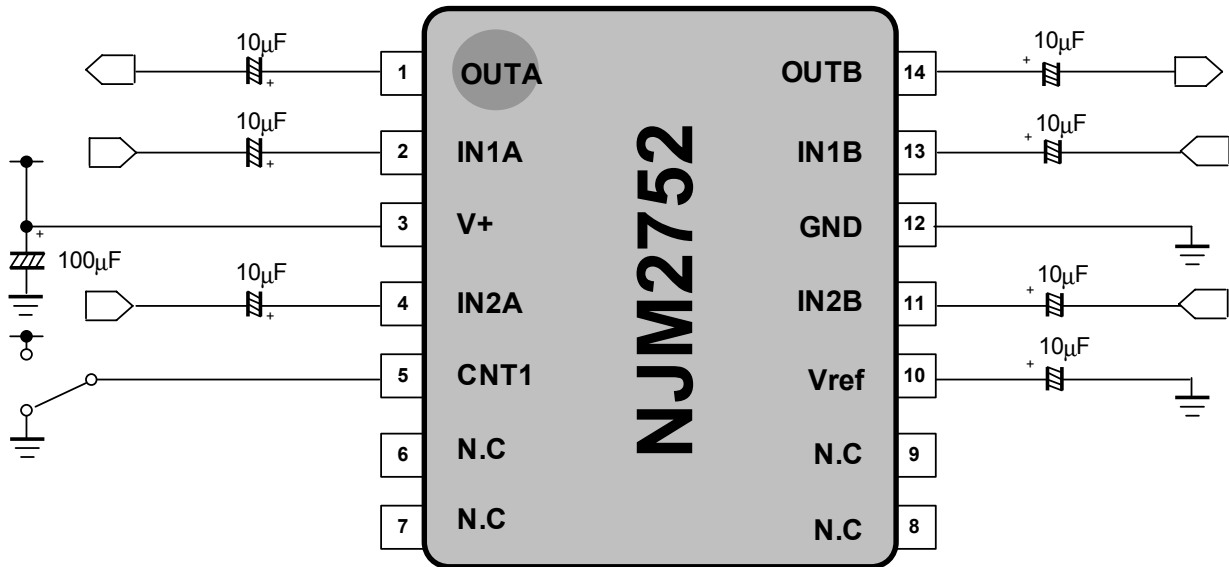 10µF
1 OUTA
OUTB 14
10µF
10µF
2 IN1A
IN1B 13
10µF
+
+
+
+
3 V+
GND 12
+
100µF
10µF
4 IN2A
IN2B 11
10µF
+
+
5 CNT1
Vref 10
10µF
+
6 N.C
N.C 9
7 N.C
N.C 8
NJM2752